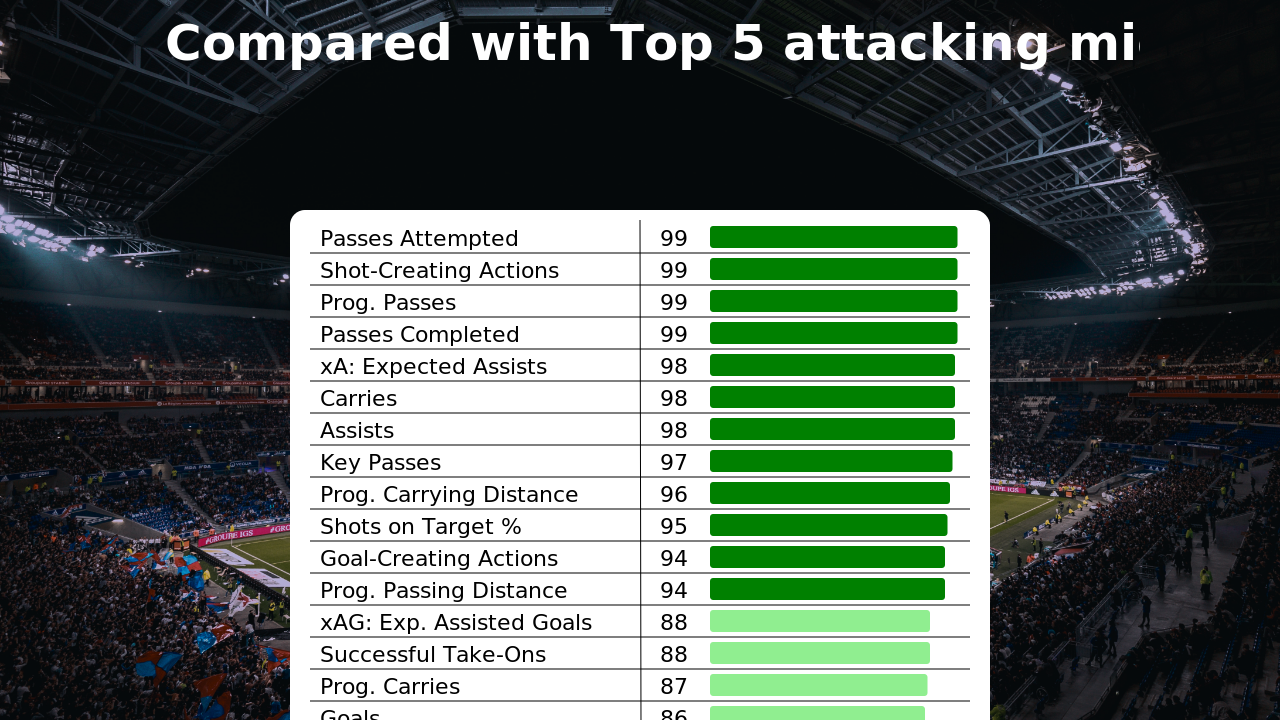 Compared with Top 5 attacking mi
Passes Attempted 99
Shot-Creating Actions 99
Prog. Passes 99
Passes Completed 99
xA: Expected Assists 98
Carries 98
Assists 98
Key Passes 97
Prog. Carrying Distance 96
Shots on Target % 95
Goal-Creating Actions 94
Prog. Passing Distance 94
xAG: Exp. Assisted Goals 88
Successful Take-Ons 88
Prog. Carries 87
Goals 86